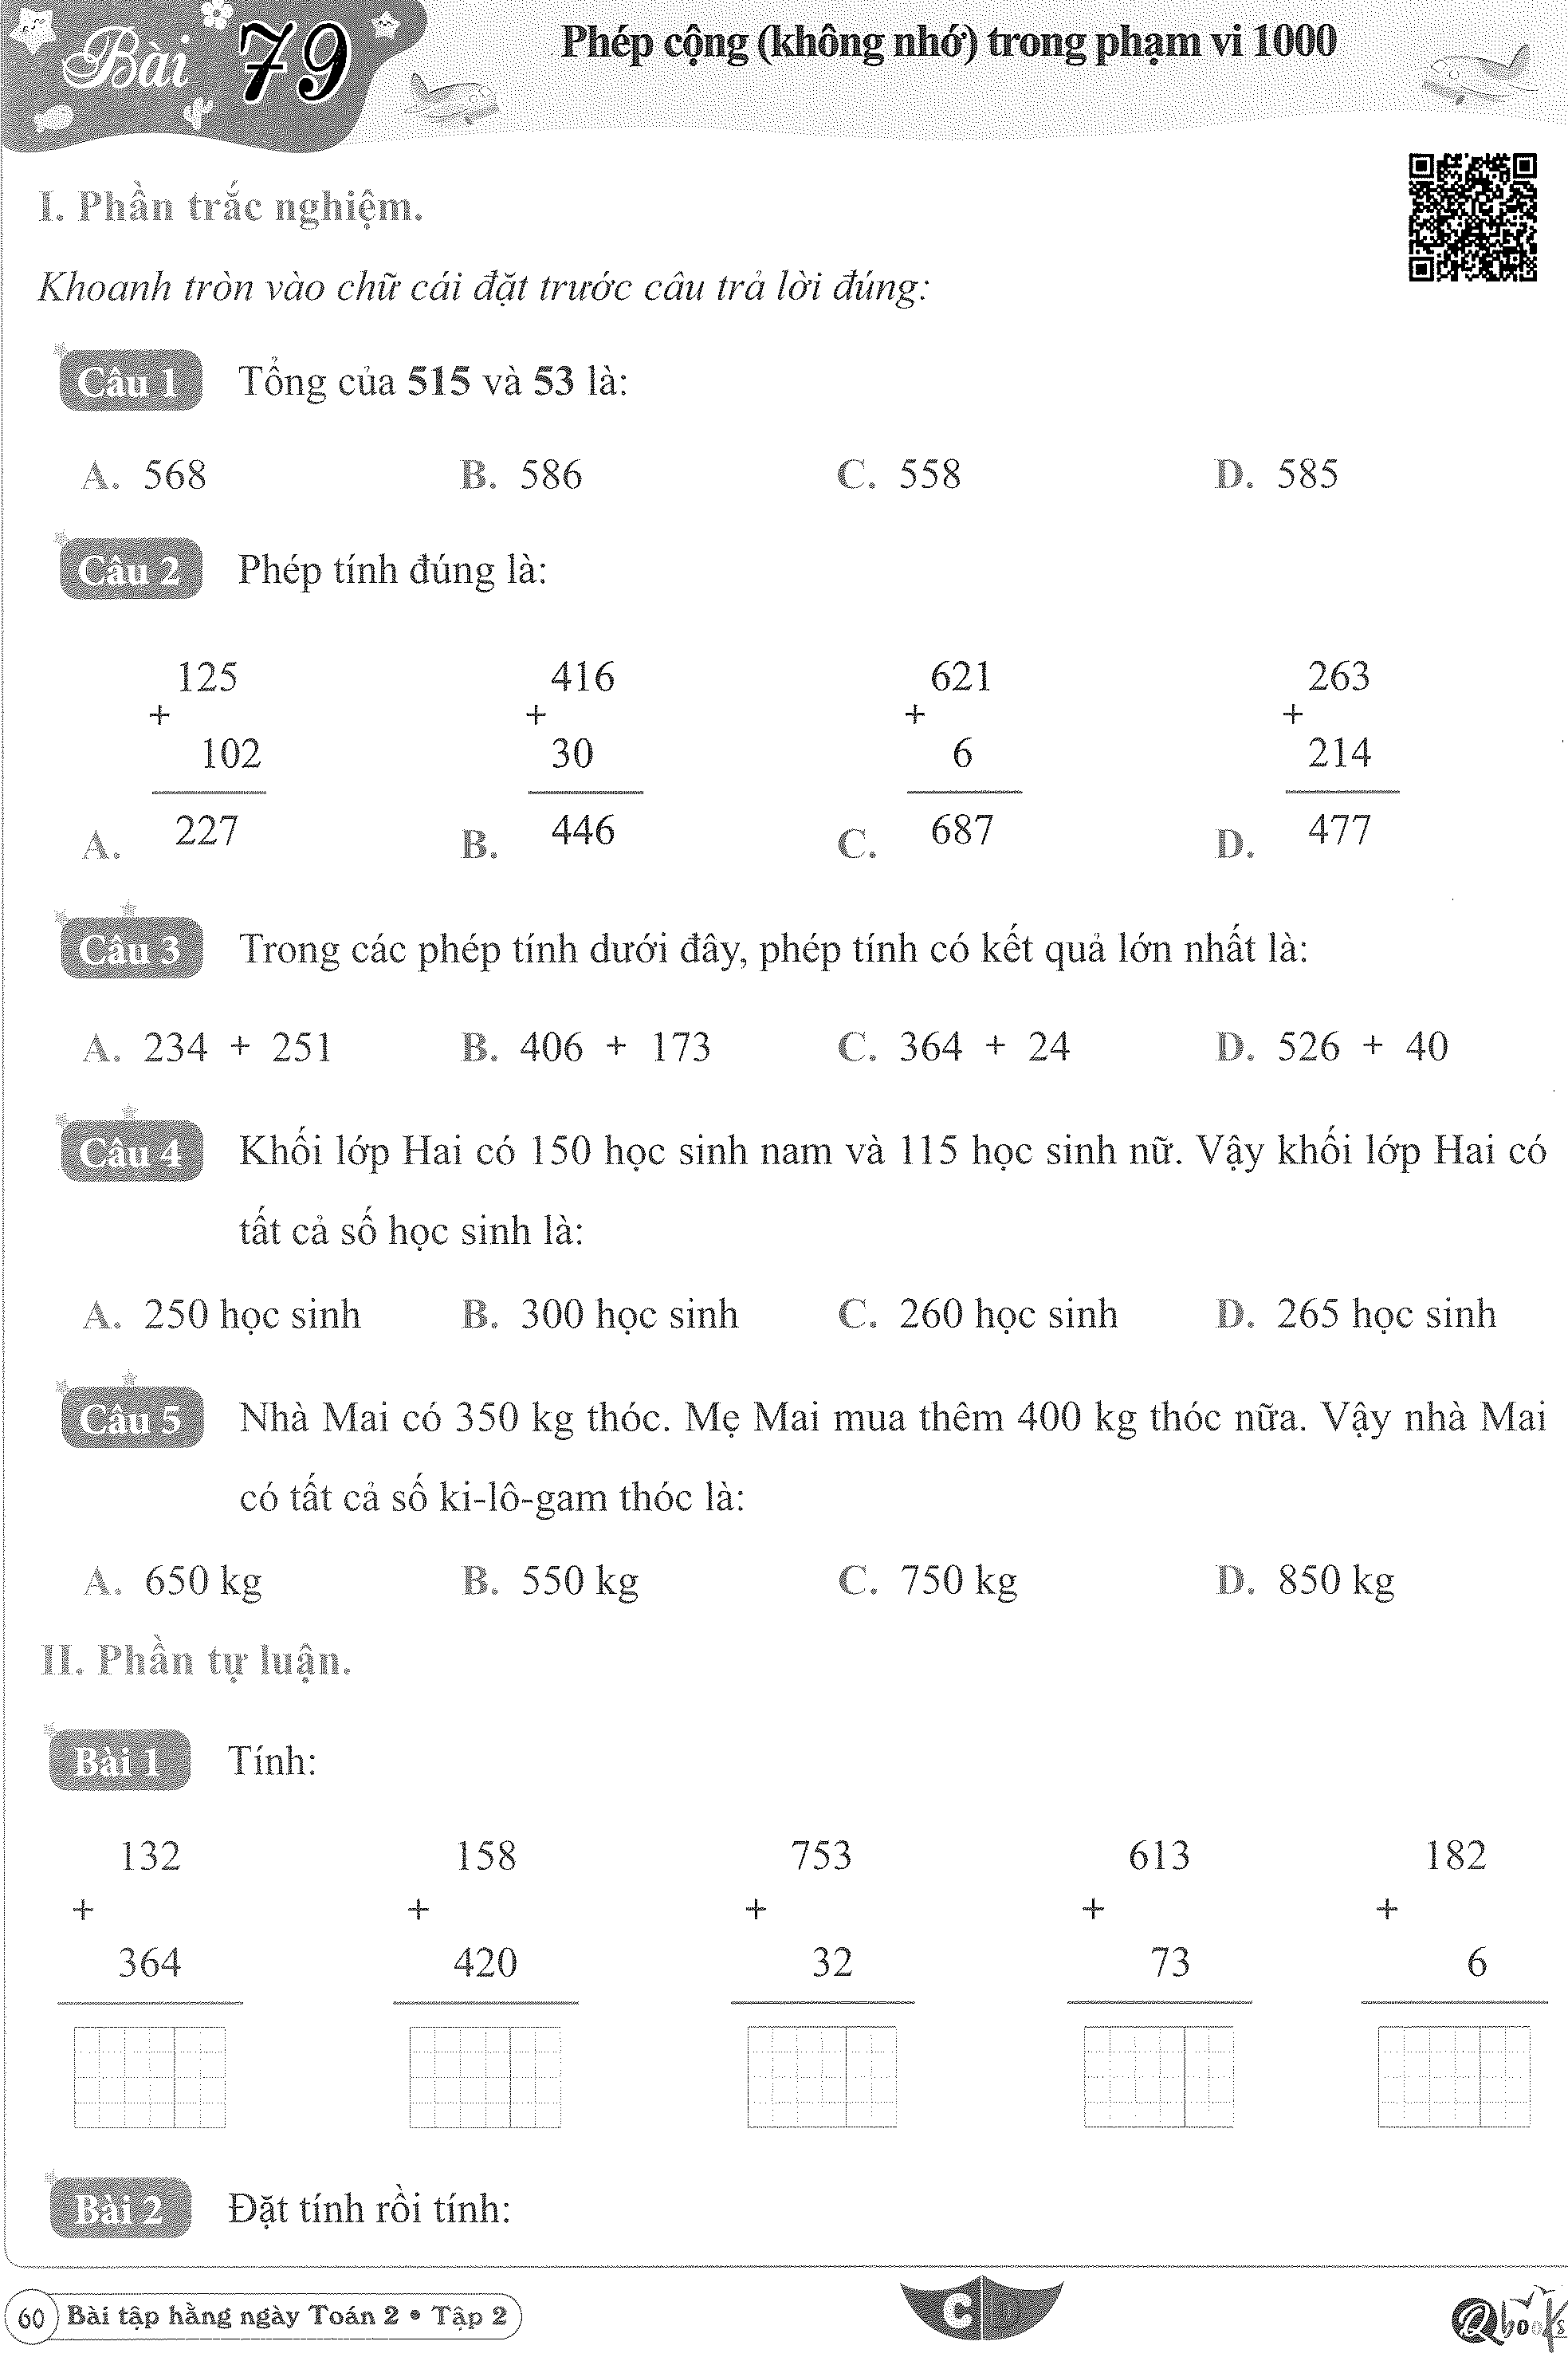 Bài 79
Phép cộng (không nhớ) trong phạm vi 1000
I. Phần trắc nghiệm.
Khoanh tròn vào chữ cái đặt trước câu trả lời đúng:
Câu 1 Tổng của 515 và 53 là:
A. 568 B. 586 C. 558 D. 585
Câu 2 Phép tính đúng là:
125 416 621 263
+ + + +
102 30 6 214
A. 227 B. 446 C. 687 D. 477
Câu 3 Trong các phép tính dưới đây, phép tính có kết quả lớn nhất là:
A. 234 + 251 B. 406 + 173 C. 364 + 24 D. 526 + 40
Câu 4 Khối lớp Hai có 150 học sinh nam và 115 học sinh nữ. Vậy khối lớp Hai có
tất cả số học sinh là:
A. 250 học sinh B. 300 học sinh C. 260 học sinh D. 265 học sinh
Câu 5 Nhà Mai có 350 kg thóc. Mẹ Mai mua thêm 400 kg thóc nữa. Vậy nhà Mai
có tất cả số ki-lô-gam thóc là:
A. 650 kg B. 550 kg C. 750 kg D. 850 kg
II. Phần tự luận.
Bài 1 Tính:
132 158 753 613 182
+ + + + +
364 420 32 73 6
Bài 2 Đặt tính rồi tính:
60 Bài tập hằng ngày Toán 2 • Tập 2
C D
Qbooks